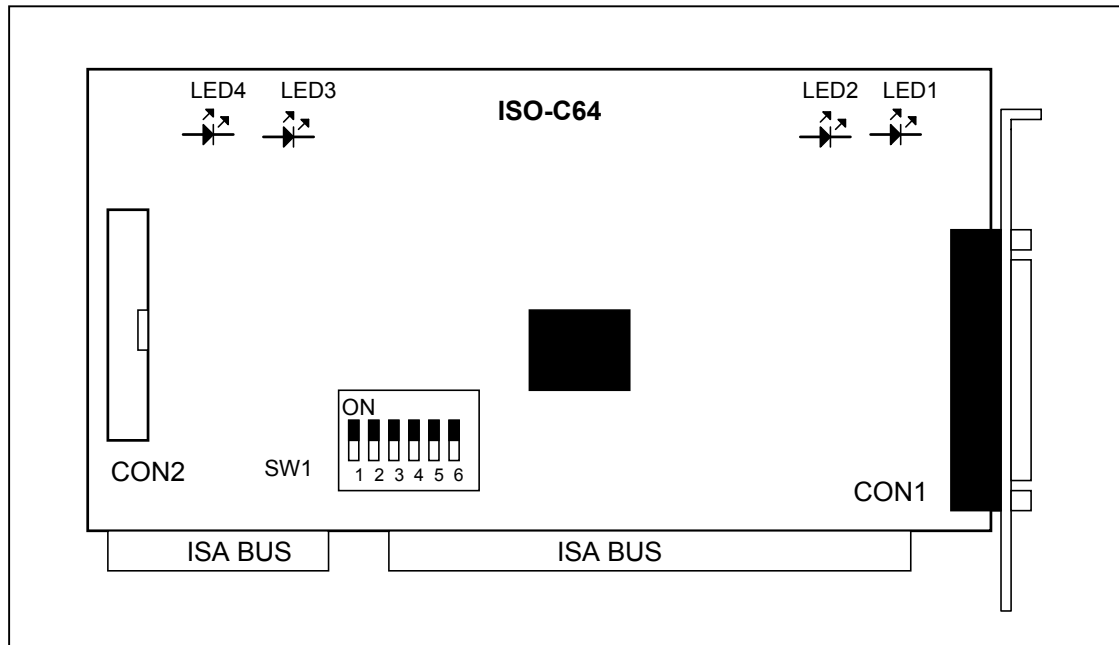 LED4 LED3 ISO-C64 LED2 LED1
ON
1 2 3 4 5 6
SW1
CON2
CON1
ISA BUS ISA BUS